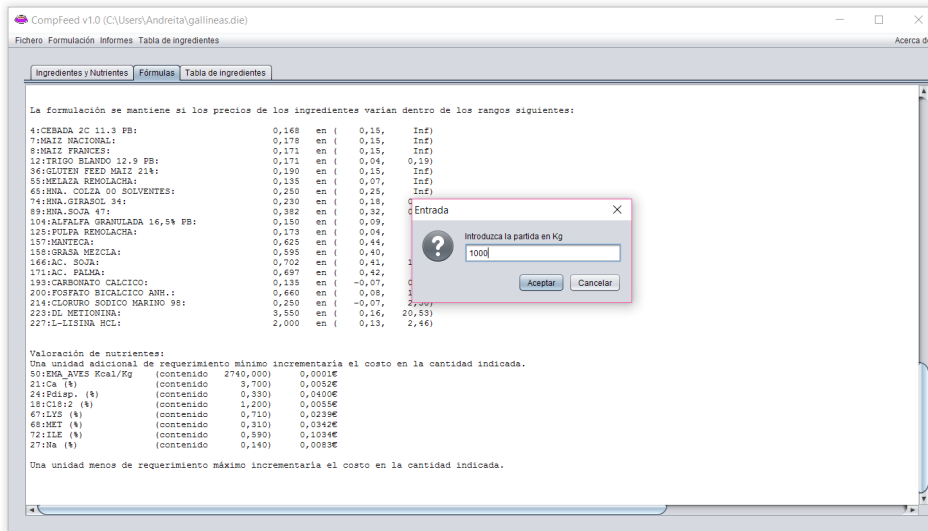 CompFeed v1.0 (C:\Users\Andreita\gallineas.die)
Fichero Formulación Informes Tabla de ingredientes Acerca de
Ingredientes y Nutrientes Fórmulas Tabla de ingredientes
La formulación se mantiene si los precios de los ingredientes varían dentro de los rangos siguientes:
4:CEBADA 2C 11.3 PB: 0,168 en ( 0,15, Inf)
7:MAIZ NACIONAL: 0,178 en ( 0,15, Inf)
8:MAIZ FRANCES: 0,171 en ( 0,15, Inf)
12:TRIGO BLANDO 12.9 PB: 0,171 en ( 0,04, 0,19)
36:GLUTEN FEED MAIZ 21%: 0,190 en ( 0,15, Inf)
55:MELAZA REMOLACHA: 0,135 en ( 0,07, Inf)
65:HNA. COLZA 00 SOLVENTES: 0,250 en ( 0,25, Inf)
74:HNA.GIRASOL 34: 0,230 en ( 0,18,
89:HNA.SOJA 47: 0,382 en ( 0,32,
104:ALFALFA GRANULADA 16,5% PB: 0,150 en ( 0,09,
125:PULPA REMOLACHA: 0,173 en ( 0,04,
157:MANTECA: 0,625 en ( 0,44,
158:GRASA MEZCLA: 0,595 en ( 0,40,
166:AC. SOJA: 0,702 en ( 0,41, 1
171:AC. PALMA: 0,697 en ( 0,42,
193:CARBONATO CALCICO: 0,135 en ( -0,07, 0
200:FOSFATO BICALCICO ANH.: 0,660 en ( 0,08, 1
214:CLORURO SODICO MARINO 98: 0,250 en ( -0,07,
223:DL METIONINA: 3,550 en ( 0,16, 20,53)
227:L-LISINA HCL: 2,000 en ( 0,13, 2,46)
Entrada
Introduzca la partida en Kg
1000
Aceptar Cancelar
Valoración de nutrientes:
Una unidad adicional de requerimiento mínimo incrementaría el costo en la cantidad indicada.
50:EMA_AVES Kcal/Kg (contenido 2740,000) 0,0001€
21:Ca (%) (contenido 3,700) 0,0052€
24:Pdisp. (%) (contenido 0,330) 0,0400€
18:C18:2 (%) (contenido 1,200) 0,0055€
67:LYS (%) (contenido 0,710) 0,0239€
68:MET (%) (contenido 0,310) 0,0342€
72:ILE (%) (contenido 0,590) 0,1034€
27:Na (%) (contenido 0,140) 0,0083€
Una unidad menos de requerimiento máximo incrementaría el costo en la cantidad indicada.